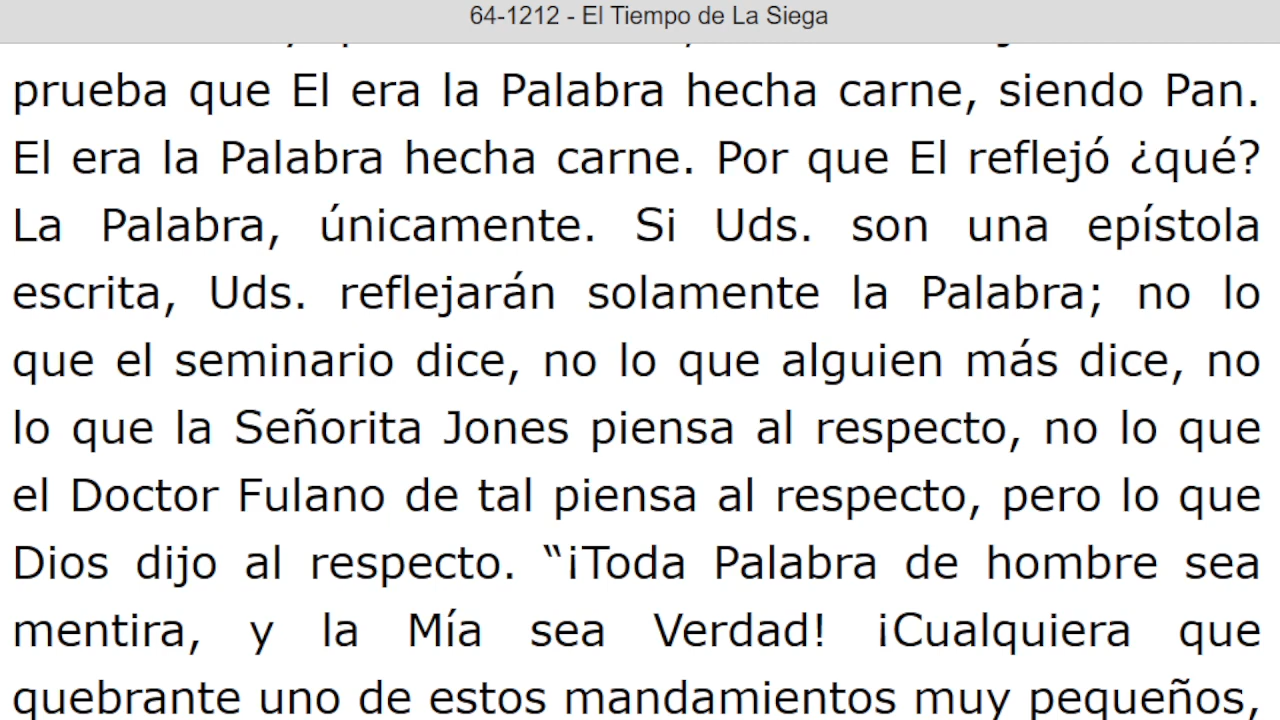 64-1212 - El Tiempo de La Siega
prueba que El era la Palabra hecha carne, siendo Pan.
El era la Palabra hecha carne. Por que El reflejó ¿qué?
La Palabra, únicamente. Si Uds. son una epístola
escrita, Uds. reflejarán solamente la Palabra; no lo
que el seminario dice, no lo que alguien más dice, no
lo que la Señorita Jones piensa al respecto, no lo que
el Doctor Fulano de tal piensa al respecto, pero lo que
Dios dijo al respecto. “¡Toda Palabra de hombre sea
mentira, y la Mía sea Verdad! ¡Cualquiera que
quebrante uno de estos mandamientos muy pequeños,